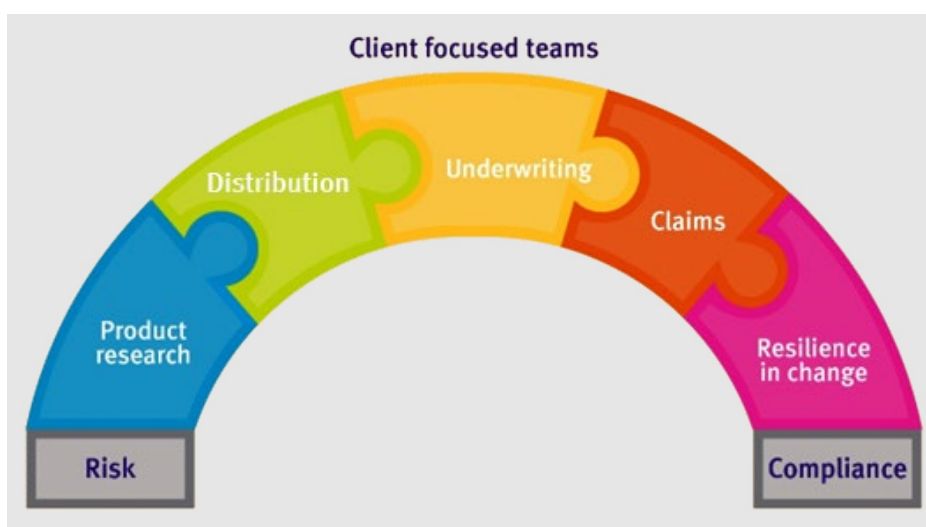 Client focused teams
Distribution
Underwriting
Claims
Product
research
Resilience
in change
Risk
Compliance